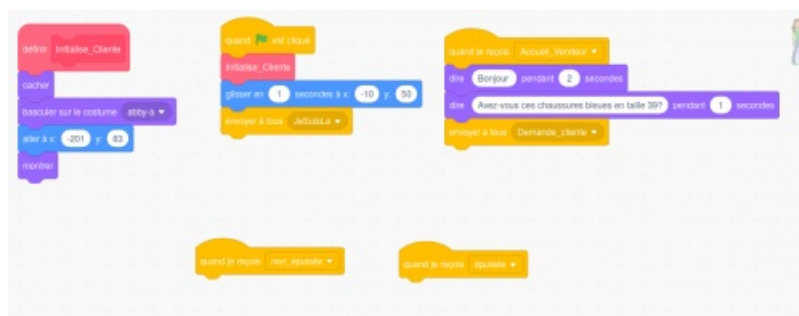 définir Initialise_Cliente
cacher
basculer sur le costume abby-a
aller à x: -201 y: 83
montrer
quand est cliqué
Initialise_Cliente
glisser en 1 secondes à x: -10 y: 50
envoyer à tous JeSuisLa
quand je reçois Accueil_Vendeur
dire Bonjour pendant 2 secondes
dire Avez-vous ces chaussures bleues en taille 39? pendant 1 secondes
envoyer à tous Demande_cliente
quand je reçois non_épuisée
quand je reçois épuisée